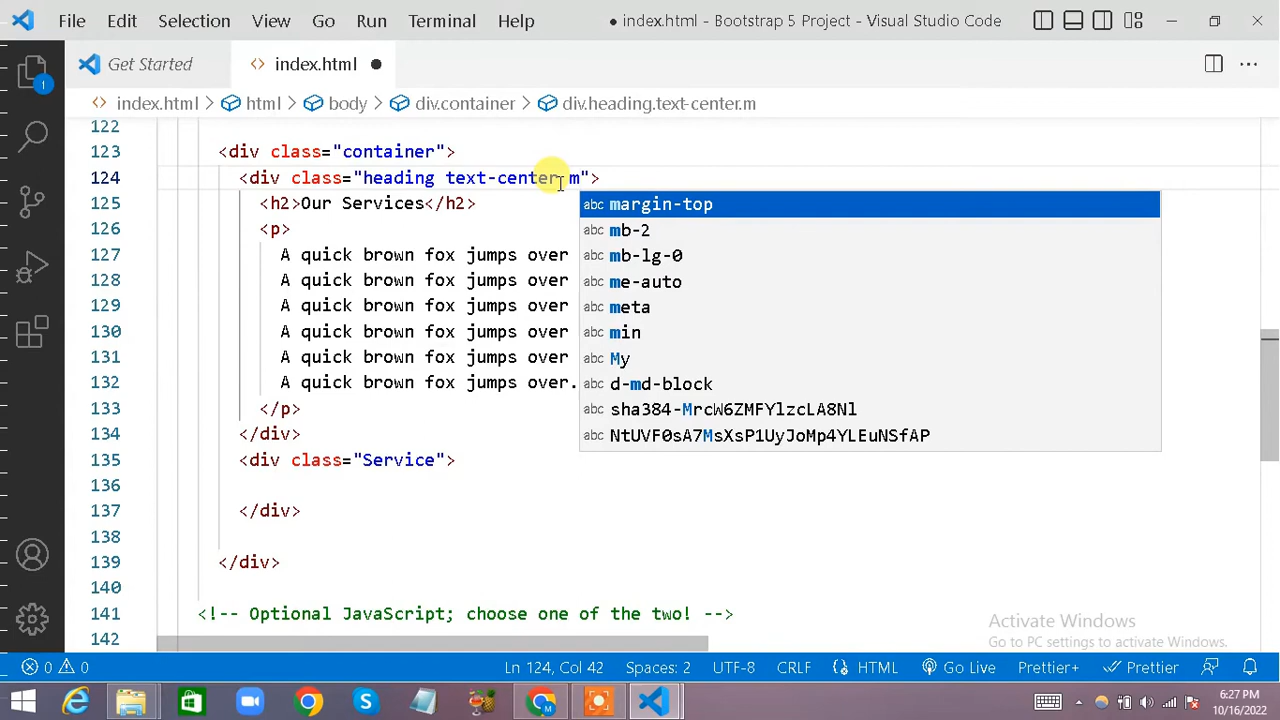 File Edit Selection View Go Run Terminal Help ● index.html - Bootstrap 5 Project - Visual Studio Code
Get Started index.html
index.html > html > body > div.container > div.heading.text-center.m
1
122
123 <div class="container">
124 <div class="heading text-center m">
125 <h2>Our Services</h2>
126 <p>
127 A quick brown fox jumps over
128 A quick brown fox jumps over
129 A quick brown fox jumps over
130 A quick brown fox jumps over
131 A quick brown fox jumps over
132 A quick brown fox jumps over.
133 </p>
134 </div>
135 <div class="Service">
136
137 </div>
138
139 </div>
140
141 <!-- Optional JavaScript; choose one of the two! -->
142
abc margin-top
abc mb-2
abc mb-lg-0
abc me-auto
abc meta
abc min
abc My
abc d-md-block
abc sha384-MrcW6ZMFYlzcLA8Nl
abc NtUVF0sA7MsXsP1UyJoMp4YLEuNSfAP
Activate Windows
Go to PC settings to activate Windows.
0 0 Ln 124, Col 42 Spaces: 2 UTF-8 CRLF HTML Go Live Prettier+ Prettier
6:27 PM
10/16/2022